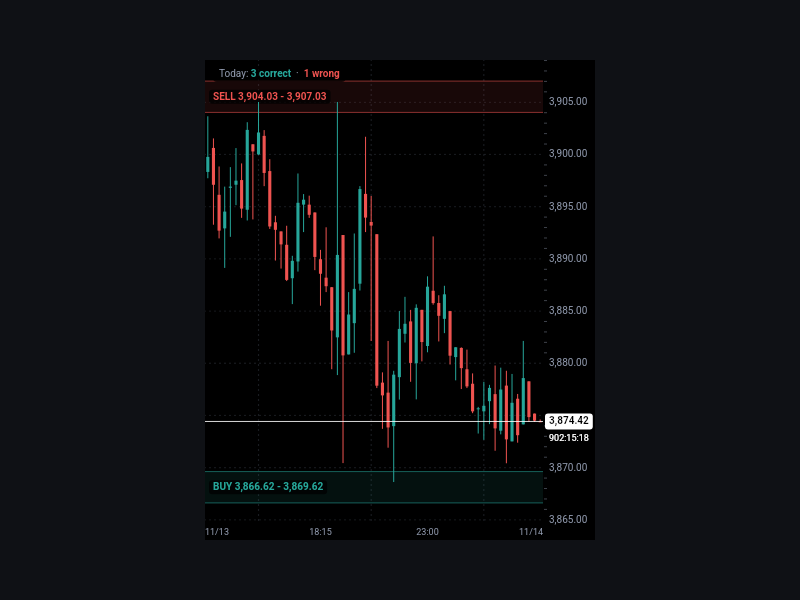 Today: 3 correct · 1 wrong
SELL 3,904.03 - 3,907.03
3,905.00
3,900.00
3,895.00
3,890.00
3,885.00
3,880.00
3,874.42
902:15:18
3,870.00
BUY 3,866.62 - 3,869.62
3,865.00
11/13 18:15 23:00 11/14